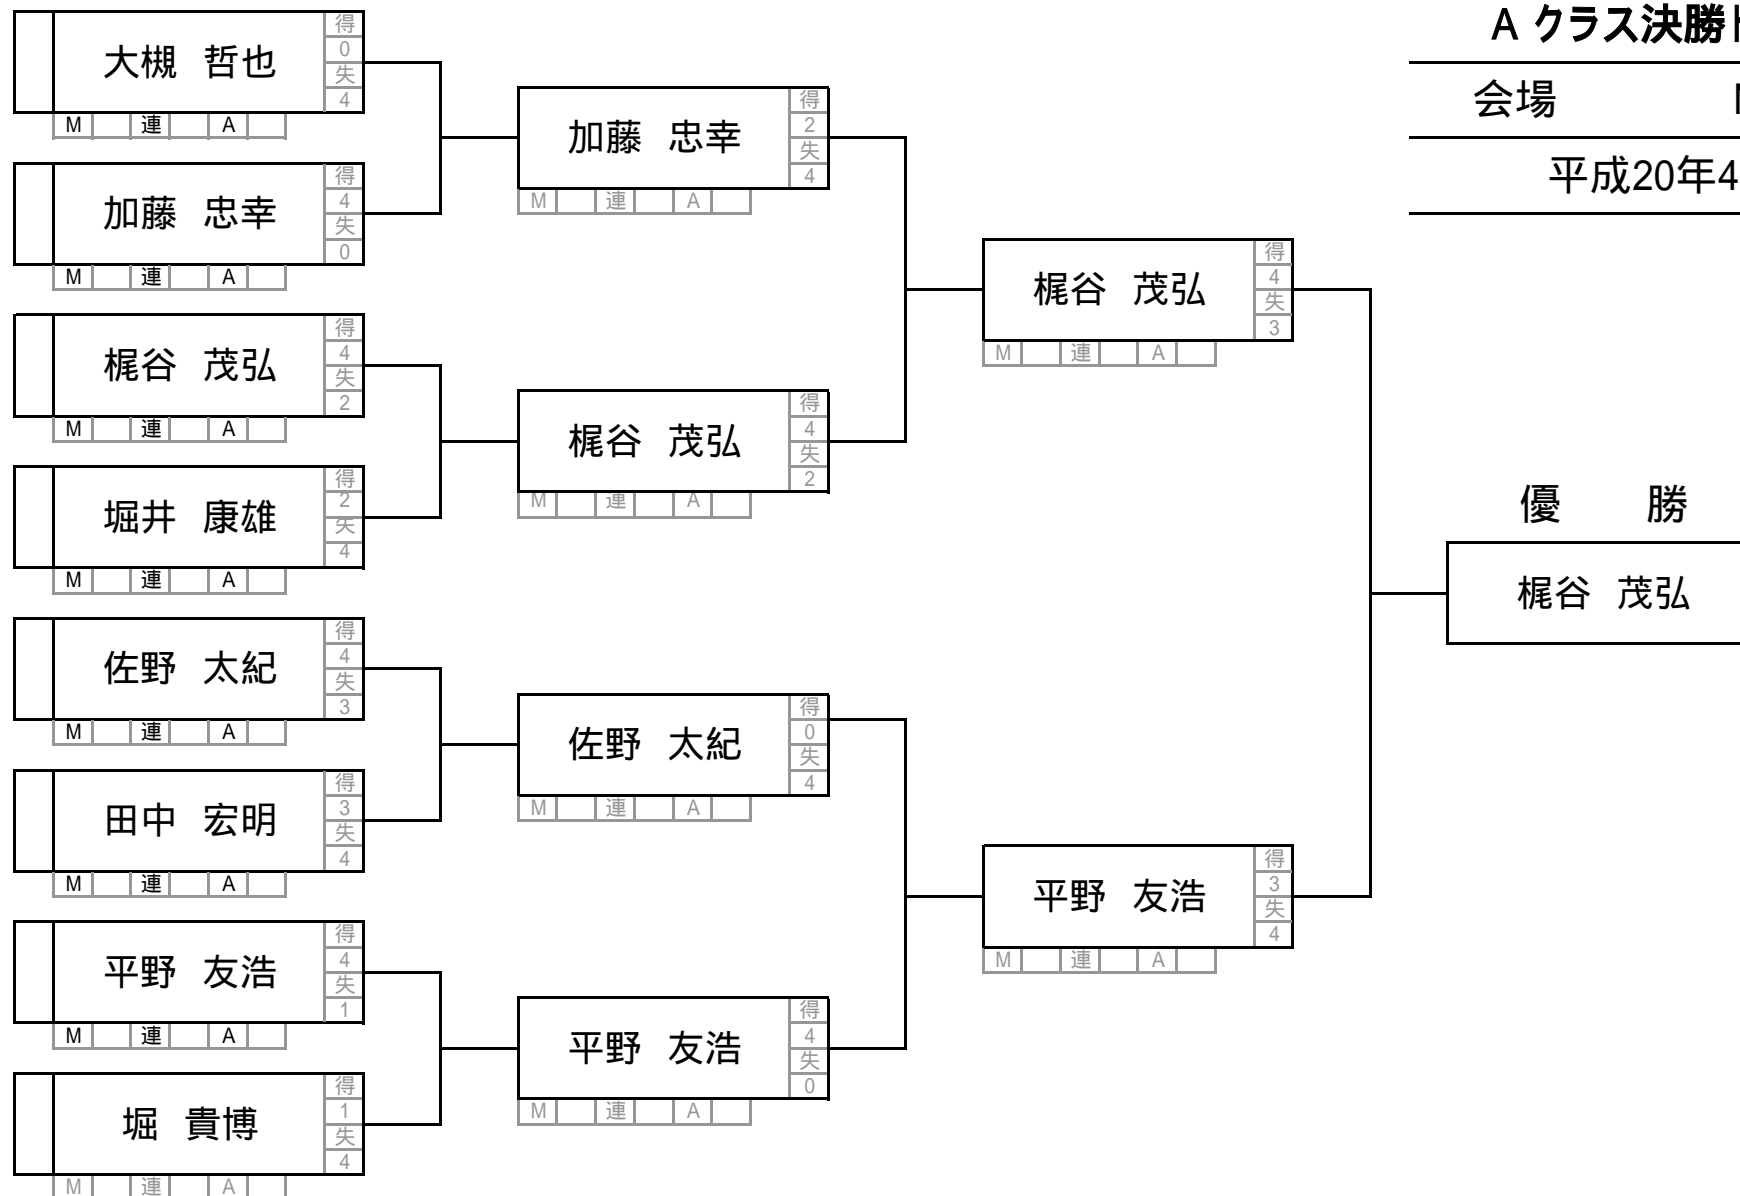 A クラス決勝
会場
平成20年4
大槻 哲也
得
0
失
4
M 連 A
加藤 忠幸
得
4
失
0
M 連 A
梶谷 茂弘
得
4
失
2
M 連 A
堀井 康雄
得
2
失
4
M 連 A
佐野 太紀
得
4
失
3
M 連 A
田中 宏明
得
3
失
4
M 連 A
平野 友浩
得
4
失
1
M 連 A
堀 貴博
得
1
失
4
M 連 A
加藤 忠幸
得
2
失
4
M 連 A
梶谷 茂弘
得
4
失
2
M 連 A
佐野 太紀
得
0
失
4
M 連 A
平野 友浩
得
4
失
0
M 連 A
梶谷 茂弘
得
4
失
3
M 連 A
平野 友浩
得
3
失
4
M 連 A
優 勝
梶谷 茂弘